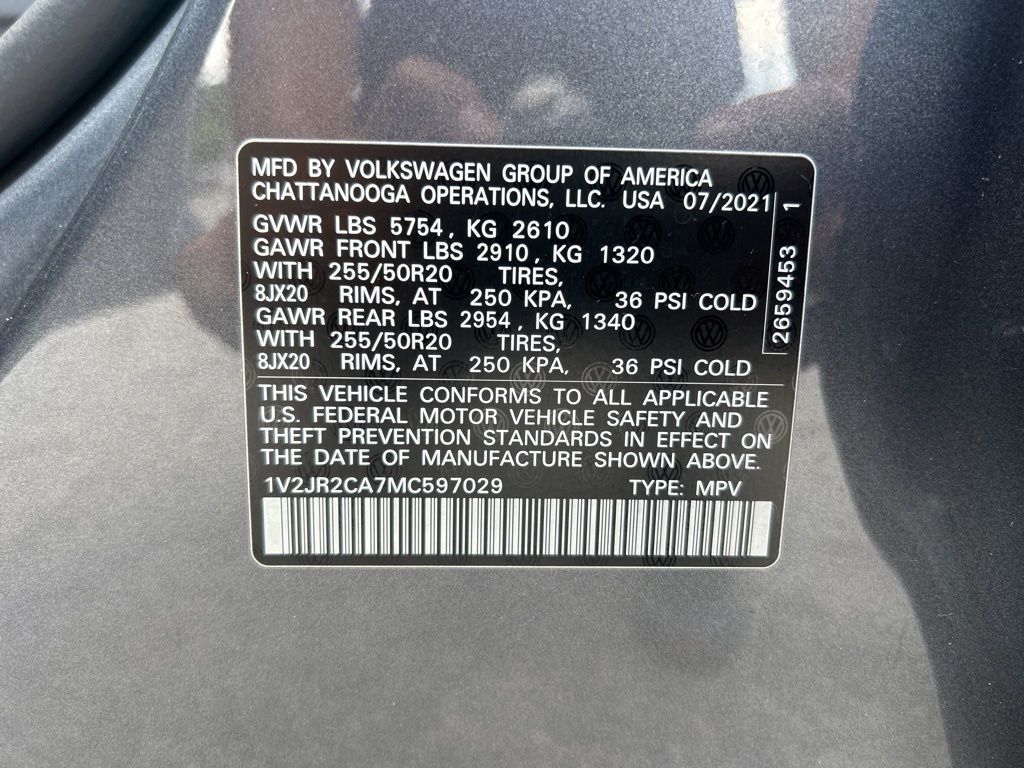 MFD BY VOLKSWAGEN GROUP OF AMERICA
CHATTANOOGA OPERATIONS, LLC. USA 07/2021
GVWR LBS 5754, KG 2610
GAWR FRONT LBS 2910, KG 1320
WITH 255/50R20 TIRES,
8JX20 RIMS, AT 250 KPA, 36 PSI COLD
GAWR REAR LBS 2954, KG 1340
WITH 255/50R20 TIRES,
8JX20 RIMS, AT 250 KPA, 36 PSI COLD
THIS VEHICLE CONFORMS TO ALL APPLICABLE
U.S. FEDERAL MOTOR VEHICLE SAFETY AND
THEFT PREVENTION STANDARDS IN EFFECT ON
THE DATE OF MANUFACTURE SHOWN ABOVE.
1V2JR2CA7MC597029 TYPE: MPV
2659453 1